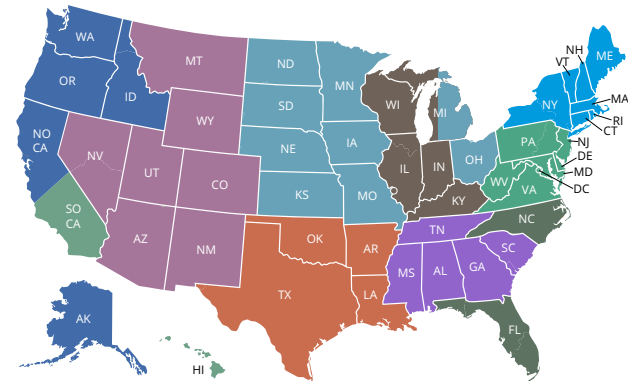 WA
OR
ID
MT
ND
MN
SD
WY
NE
IA
WI
MI
NY
VT
NH
ME
MA
RI
CT
NJ
PA
OH
IN
IL
DE
MD
DC
WV
VA
KY
MO
KS
CO
UT
NV
NO
CA
SO
CA
AZ
NM
OK
AR
TN
NC
SC
GA
AL
MS
LA
TX
FL
AK
HI